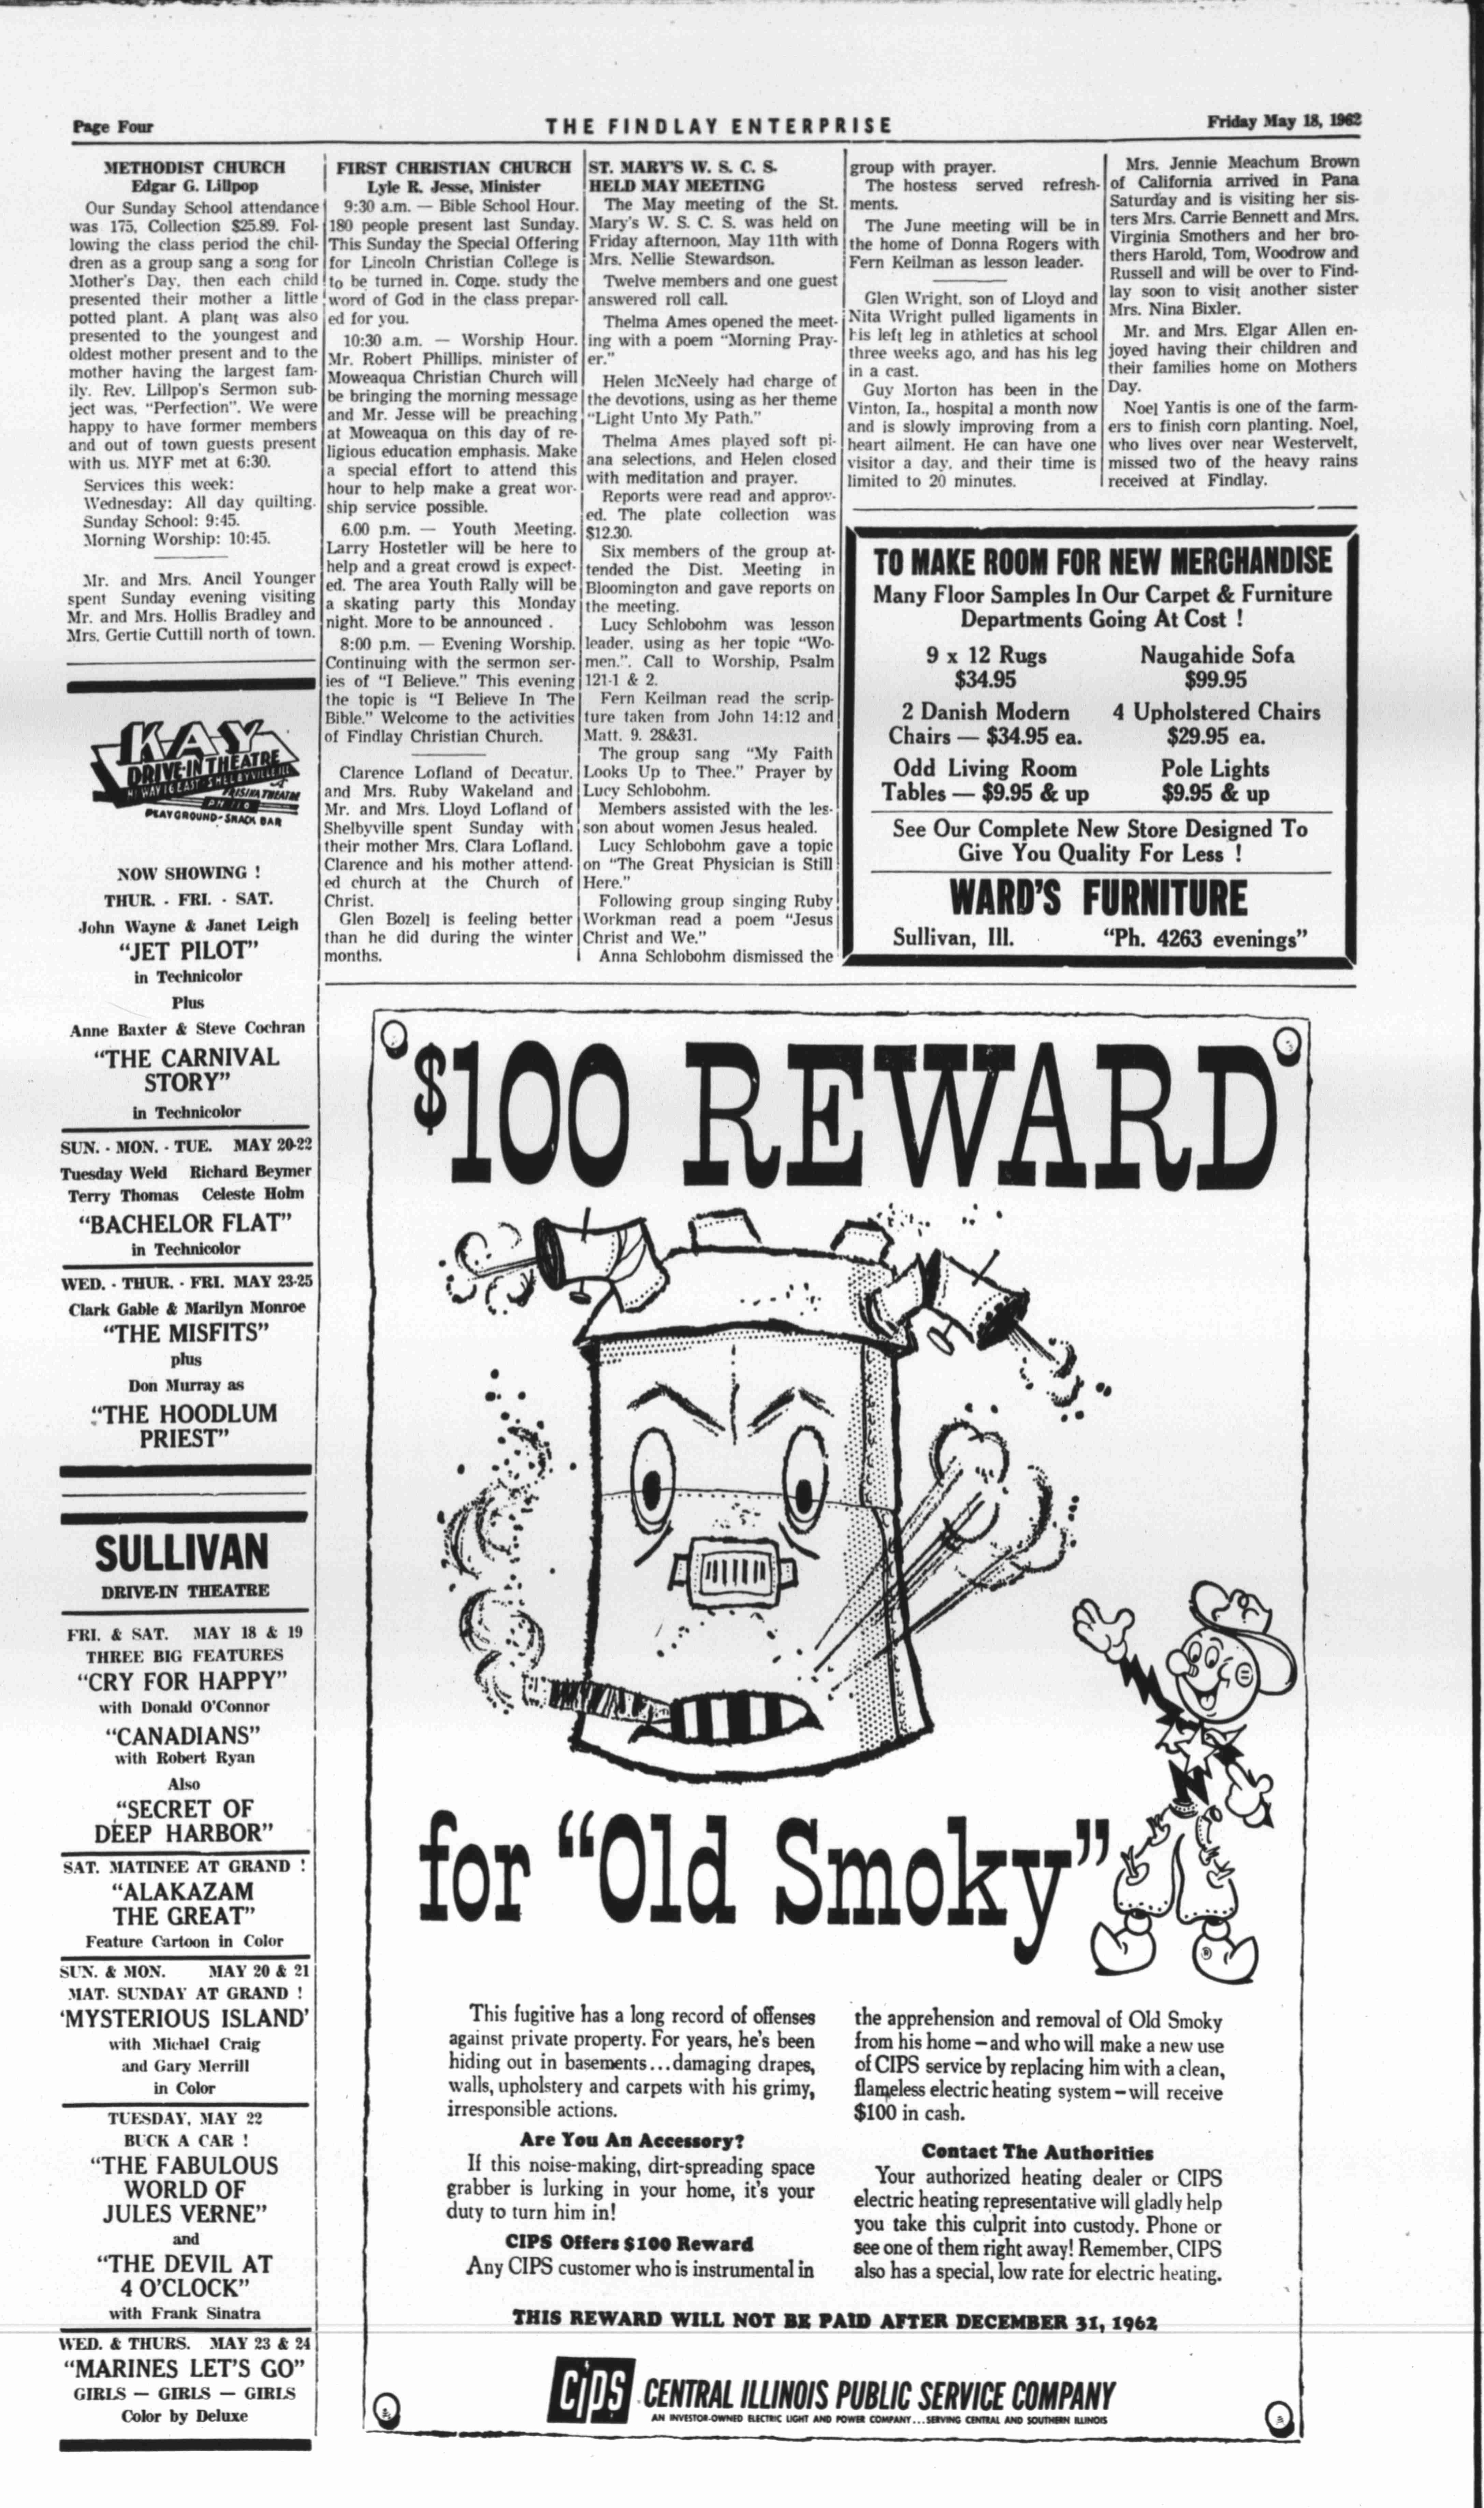 Page Four
THE FINDLAY ENTERPRISE
Friday May 18, 1962
METHODIST CHURCH
Edgar G. Lillpop
Our Sunday School attendance
was 175, Collection $25.89. Fol-
lowing the class period the chil-
dren as a group sang a song for
Mother's Day, then each child
presented their mother a little
potted plant. A plant was also
presented to the youngest and
oldest mother present and to the
mother having the largest fam-
ily. Rev. Lillpop's Sermon sub-
ject was, "Perfection". We were
happy to have former members
and out of town guests present
with us. MYF met at 6:30.
Services this week:
Wednesday: All day quilting.
Sunday School: 9:45.
Morning Worship: 10:45.
Mr. and Mrs. Ancil Younger
spent Sunday evening visiting
Mr. and Mrs. Hollis Bradley and
Mrs. Gertie Cuttill north of town.
KAY
DRIVE-IN THEATRE
HI-WAY 16 EAST - SHELBYVILLE, ILL
FRISINA THEATRE
PH 110
PLAYGROUND - SNACK BAR
NOW SHOWING !
THUR. - FRI. - SAT.
John Wayne & Janet Leigh
"JET PILOT"
in Technicolor
Plus
Anne Baxter & Steve Cochran
"THE CARNIVAL
STORY"
in Technicolor
SUN. - MON. - TUE. MAY 20-22
Tuesday Weld Richard Beymer
Terry Thomas Celeste Holm
"BACHELOR FLAT"
in Technicolor
WED. - THUR. - FRI. MAY 23-25
Clark Gable & Marilyn Monroe
"THE MISFITS"
plus
Don Murray as
"THE HOODLUM
PRIEST"
SULLIVAN
DRIVE-IN THEATRE
FRI. & SAT. MAY 18 & 19
THREE BIG FEATURES
"CRY FOR HAPPY"
with Donald O'Connor
"CANADIANS"
with Robert Ryan
Also
"SECRET OF
DEEP HARBOR"
SAT. MATINEE AT GRAND !
"ALAKAZAM
THE GREAT"
Feature Cartoon in Color
SUN. & MON. MAY 20 & 21
MAT. SUNDAY AT GRAND !
'MYSTERIOUS ISLAND'
with Michael Craig
and Gary Merrill
in Color
TUESDAY, MAY 22
BUCK A CAR !
"THE FABULOUS
WORLD OF
JULES VERNE"
and
"THE DEVIL AT
4 O'CLOCK"
with Frank Sinatra
WED. & THURS. MAY 23 & 24
"MARINES LET'S GO"
GIRLS — GIRLS — GIRLS
Color by Deluxe
FIRST CHRISTIAN CHURCH
Lyle R. Jesse, Minister
9:30 a.m. — Bible School Hour.
180 people present last Sunday.
This Sunday the Special Offering
for Lincoln Christian College is
to be turned in. Come, study the
word of God in the class prepar-
ed for you.
10:30 a.m. — Worship Hour.
Mr. Robert Phillips, minister of
Moweaqua Christian Church will
be bringing the morning message
and Mr. Jesse will be preaching
at Moweaqua on this day of re-
ligious education emphasis. Make
a special effort to attend this
hour to help make a great wor-
ship service possible.
6.00 p.m. — Youth Meeting.
Larry Hostetler will be here to
help and a great crowd is expect-
ed. The area Youth Rally will be
a skating party this Monday
night. More to be announced .
8:00 p.m. — Evening Worship.
Continuing with the sermon ser-
ies of "I Believe." This evening
the topic is "I Believe In The
Bible." Welcome to the activities
of Findlay Christian Church.
Clarence Lofland of Decatur,
and Mrs. Ruby Wakeland and
Mr. and Mrs. Lloyd Lofland of
Shelbyville spent Sunday with
their mother Mrs. Clara Lofland.
Clarence and his mother attend-
ed church at the Church of
Christ.
Glen Bozell is feeling better
than he did during the winter
months.
ST. MARY'S W. S. C. S.
HELD MAY MEETING
The May meeting of the St.
Mary's W. S. C. S. was held on
Friday afternoon, May 11th with
Mrs. Nellie Stewardson.
Twelve members and one guest
answered roll call.
Thelma Ames opened the meet-
ing with a poem "Morning Pray-
er."
Helen McNeely had charge of
the devotions, using as her theme
"Light Unto My Path."
Thelma Ames played soft pi-
ana selections, and Helen closed
with meditation and prayer.
Reports were read and approv-
ed. The plate collection was
$12.30.
Six members of the group at-
tended the Dist. Meeting in
Bloomington and gave reports on
the meeting.
Lucy Schlobohm was lesson
leader, using as her topic "Wo-
men.". Call to Worship, Psalm
121-1 & 2.
Fern Keilman read the scrip-
ture taken from John 14:12 and
Matt. 9. 28&31.
The group sang "My Faith
Looks Up to Thee." Prayer by
Lucy Schlobohm.
Members assisted with the les-
son about women Jesus healed.
Lucy Schlobohm gave a topic
on "The Great Physician is Still
Here."
Following group singing Ruby
Workman read a poem "Jesus
Christ and We."
Anna Schlobohm dismissed the
group with prayer.
The hostess served refresh-
ments.
The June meeting will be in
the home of Donna Rogers with
Fern Keilman as lesson leader.
Glen Wright, son of Lloyd and
Nita Wright pulled ligaments in
his left leg in athletics at school
three weeks ago, and has his leg
in a cast.
Guy Morton has been in the
Vinton, Ia., hospital a month now
and is slowly improving from a
heart ailment. He can have one
visitor a day, and their time is
limited to 20 minutes.
Mrs. Jennie Meachum Brown
of California arrived in Pana
Saturday and is visiting her sis-
ters Mrs. Carrie Bennett and Mrs.
Virginia Smothers and her bro-
thers Harold, Tom, Woodrow and
Russell and will be over to Find-
lay soon to visit another sister
Mrs. Nina Bixler.
Mr. and Mrs. Elgar Allen en-
joyed having their children and
their families home on Mothers
Day.
Noel Yantis is one of the farm-
ers to finish corn planting. Noel,
who lives over near Westervelt,
missed two of the heavy rains
received at Findlay.
TO MAKE ROOM FOR NEW MERCHANDISE
Many Floor Samples In Our Carpet & Furniture
Departments Going At Cost !
9 x 12 Rugs
$34.95
Naugahide Sofa
$99.95
2 Danish Modern
Chairs — $34.95 ea.
4 Upholstered Chairs
$29.95 ea.
Odd Living Room
Tables — $9.95 & up
Pole Lights
$9.95 & up
See Our Complete New Store Designed To
Give You Quality For Less !
WARD'S FURNITURE
Sullivan, Ill. "Ph. 4263 evenings"
$100 REWARD
for "Old Smoky"
This fugitive has a long record of offenses
against private property. For years, he's been
hiding out in basements...damaging drapes,
walls, upholstery and carpets with his grimy,
irresponsible actions.
Are You An Accessory?
If this noise-making, dirt-spreading space
grabber is lurking in your home, it's your
duty to turn him in!
CIPS Offers $100 Reward
Any CIPS customer who is instrumental in
the apprehension and removal of Old Smoky
from his home—and who will make a new use
of CIPS service by replacing him with a clean,
flameless electric heating system—will receive
$100 in cash.
Contact The Authorities
Your authorized heating dealer or CIPS
electric heating representative will gladly help
you take this culprit into custody. Phone or
see one of them right away! Remember, CIPS
also has a special, low rate for electric heating.
THIS REWARD WILL NOT BE PAID AFTER DECEMBER 31, 1962
CIPS CENTRAL ILLINOIS PUBLIC SERVICE COMPANY
AN INVESTOR-OWNED ELECTRIC LIGHT AND POWER COMPANY...SERVING CENTRAL AND SOUTHERN ILLINOIS